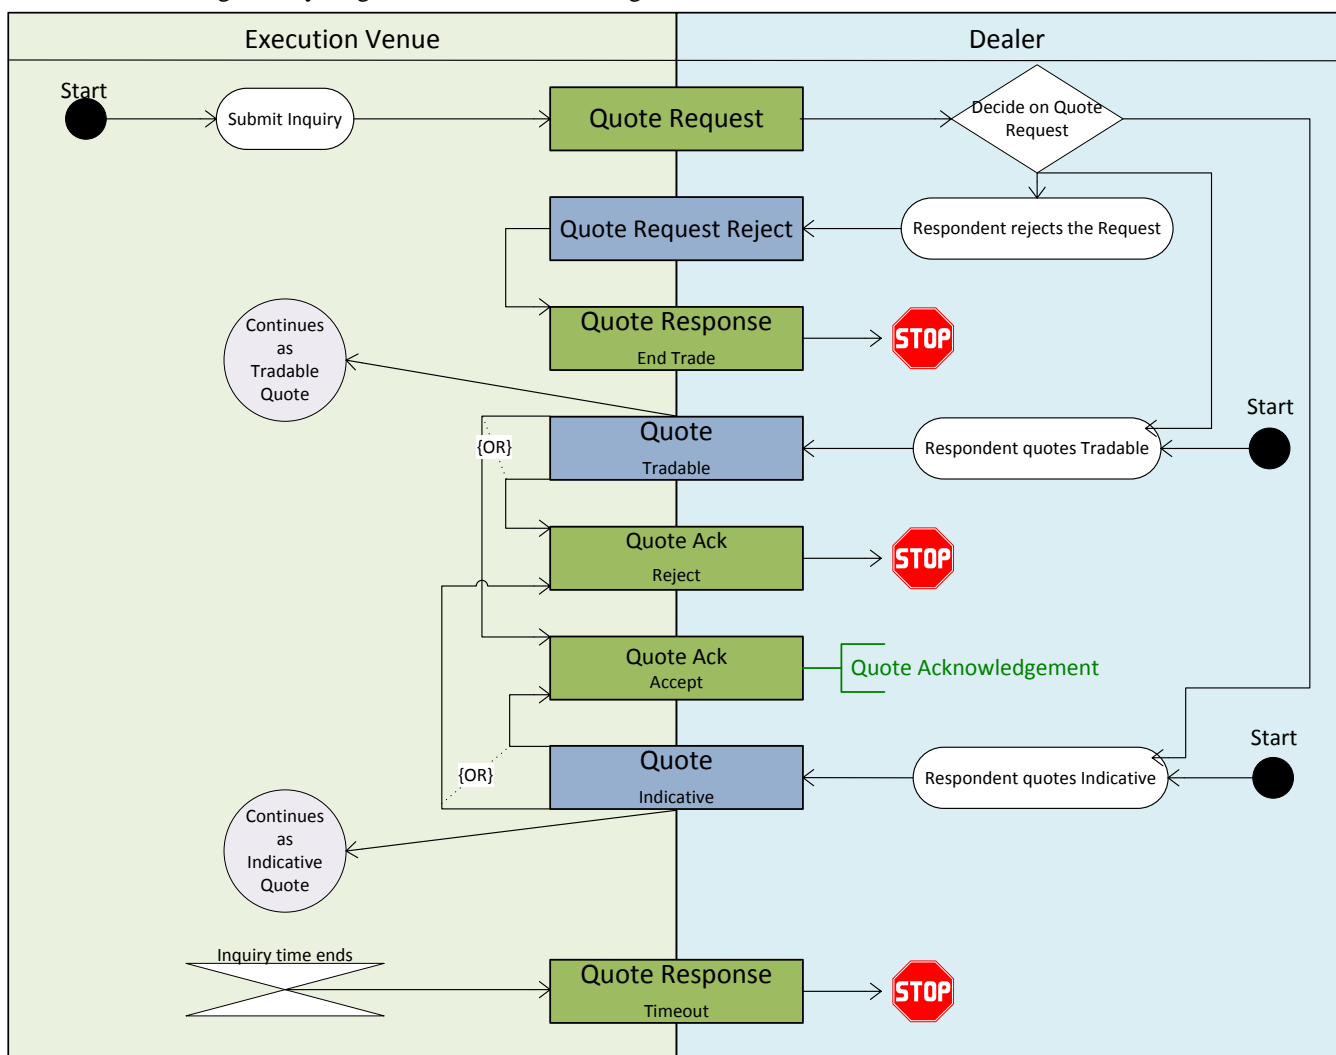 Execution Venue
Dealer
Start
Submit Inquiry
Quote Request
Decide on Quote
Request
Quote Request Reject
Respondent rejects the Request
Continues
as
Tradable
Quote
Quote Response
End Trade
STOP
Start
{OR}
Quote
Tradable
Respondent quotes Tradable
Quote Ack
Reject
STOP
Quote Ack
Accept
Quote Acknowledgement
Start
{OR}
Quote
Indicative
Respondent quotes Indicative
Continues
as
Indicative
Quote
Inquiry time ends
Quote Response
Timeout
STOP